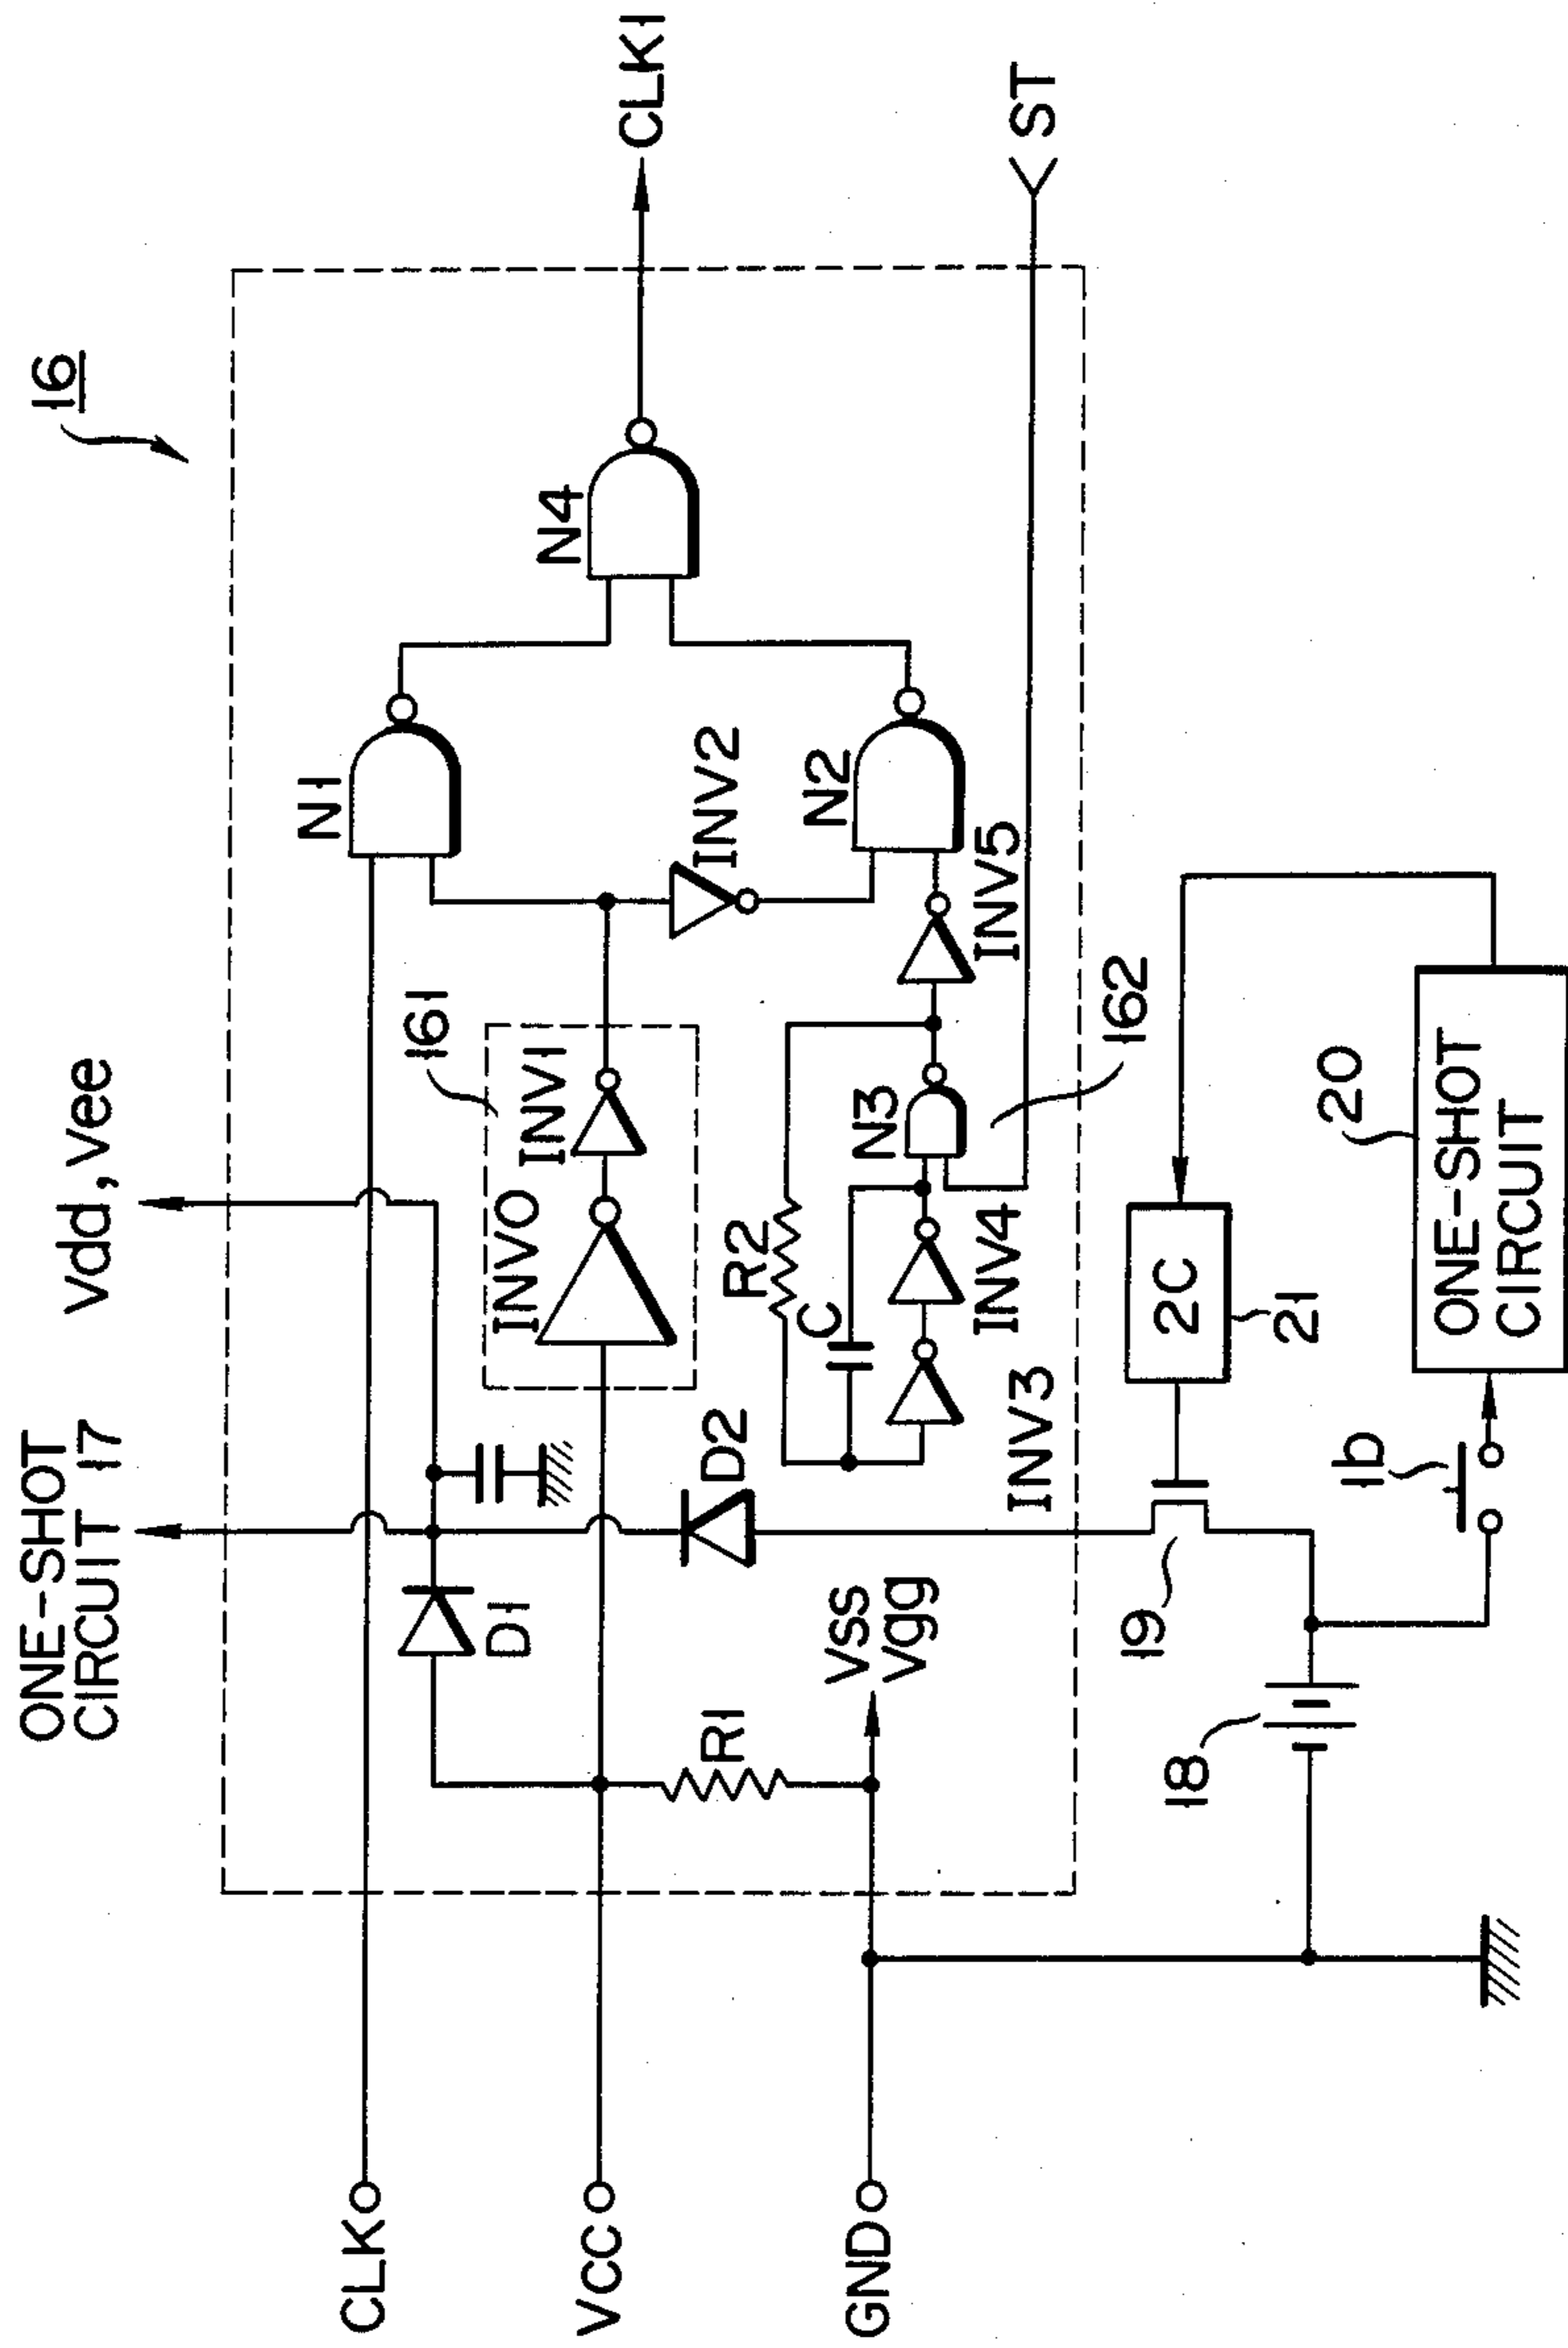 16
ONE-SHOT
CIRCUIT 17
Vdd, Vee
CLK
VCC
GND
CLK1
ST
N1
N4
161
INV0
INV1
INV2
N2
D1
D2
R1
R2
C
N3
INV3
INV4
INV5
162
Vss
Vgg
18
19
2C
21
1b
20
ONE-SHOT
CIRCUIT